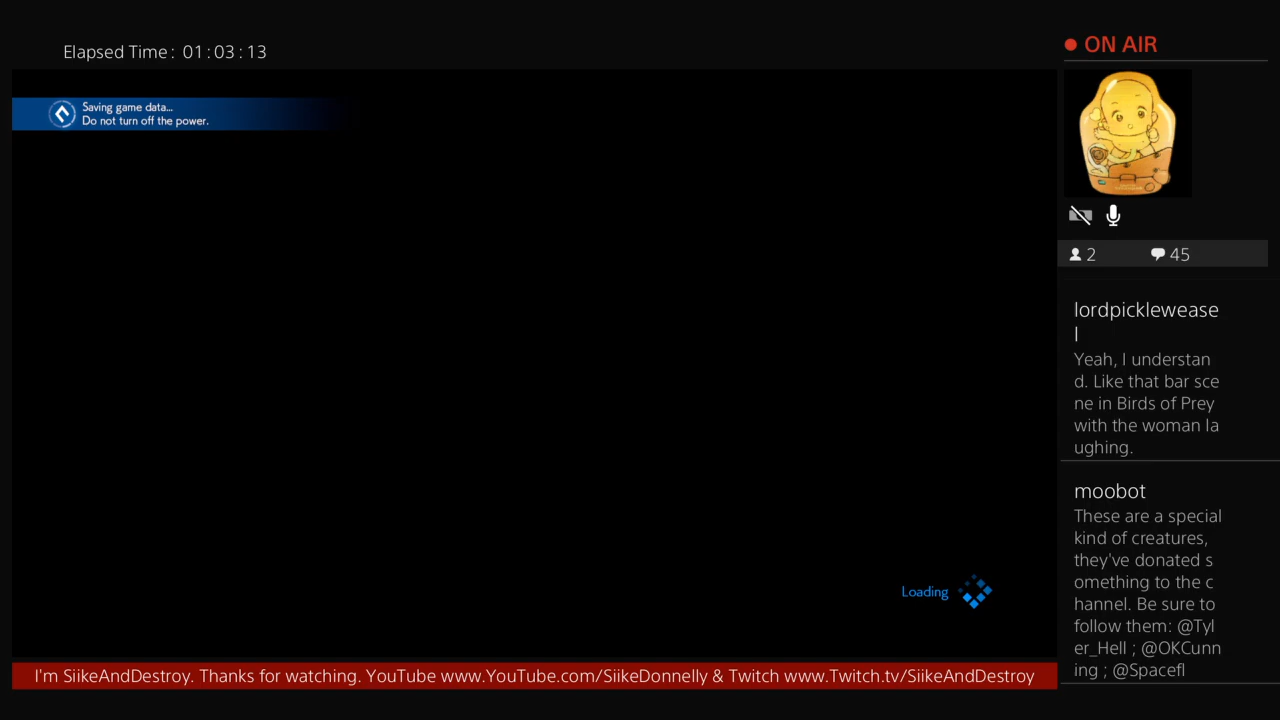 Elapsed Time: 01:03:13
ON AIR
Saving game data...
Do not turn off the power.
2
45
lordpicklewease
l
Yeah, I understan
d. Like that bar sce
ne in Birds of Prey
with the woman la
ughing.
moobot
These are a special
kind of creatures,
they've donated s
omething to the c
hannel. Be sure to
follow them: @Tyl
er_Hell ; @OKCunn
ing ; @Spacefl
Loading
I'm SiikeAndDestroy. Thanks for watching. YouTube www.YouTube.com/SiikeDonnelly & Twitch www.Twitch.tv/SiikeAndDestroy